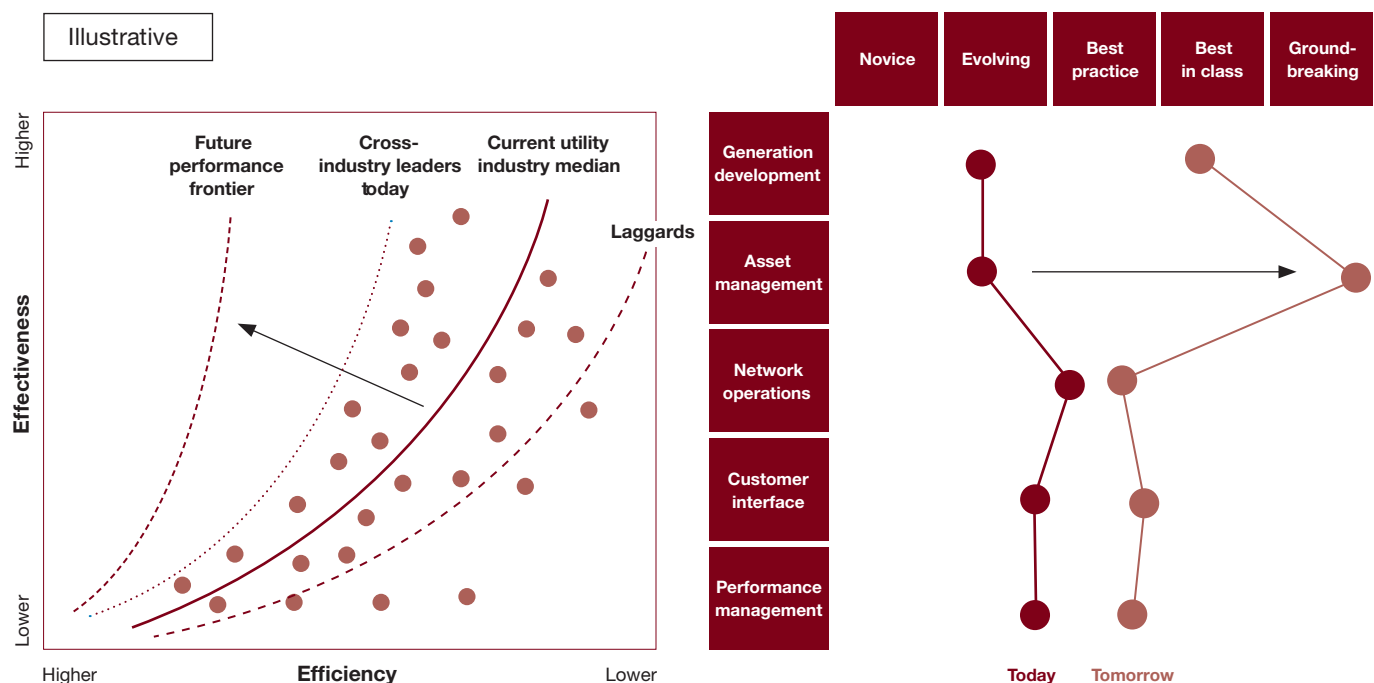 Illustrative
Higher
Effectiveness
Lower
Future
performance
frontier
Cross-
industry leaders
today
Current utility
industry median
Laggards
Higher
Efficiency
Lower
Novice
Evolving
Best
practice
Best
in class
Ground-
breaking
Generation
development
Asset
management
Network
operations
Customer
interface
Performance
management
Today
Tomorrow